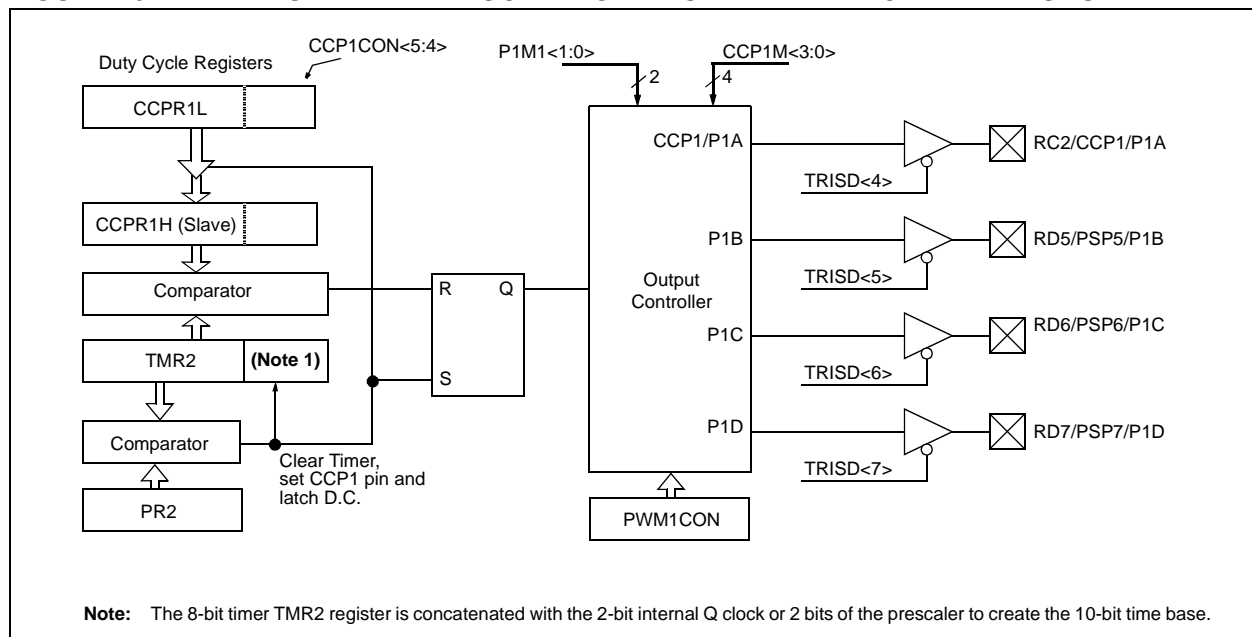 CCP1CON<5:4>
Duty Cycle Registers
CCPR1L
CCPR1H (Slave)
Comparator
TMR2
(Note 1)
Comparator
PR2
Clear Timer,
set CCP1 pin and
latch D.C.
R
Q
S
P1M1<1:0>
2
CCP1M<3:0>
4
CCP1/P1A
P1B
Output
Controller
P1C
P1D
PWM1CON
TRISD<4>
RC2/CCP1/P1A
TRISD<5>
RD5/PSP5/P1B
TRISD<6>
RD6/PSP6/P1C
TRISD<7>
RD7/PSP7/P1D
Note: The 8-bit timer TMR2 register is concatenated with the 2-bit internal Q clock or 2 bits of the prescaler to create the 10-bit time base.